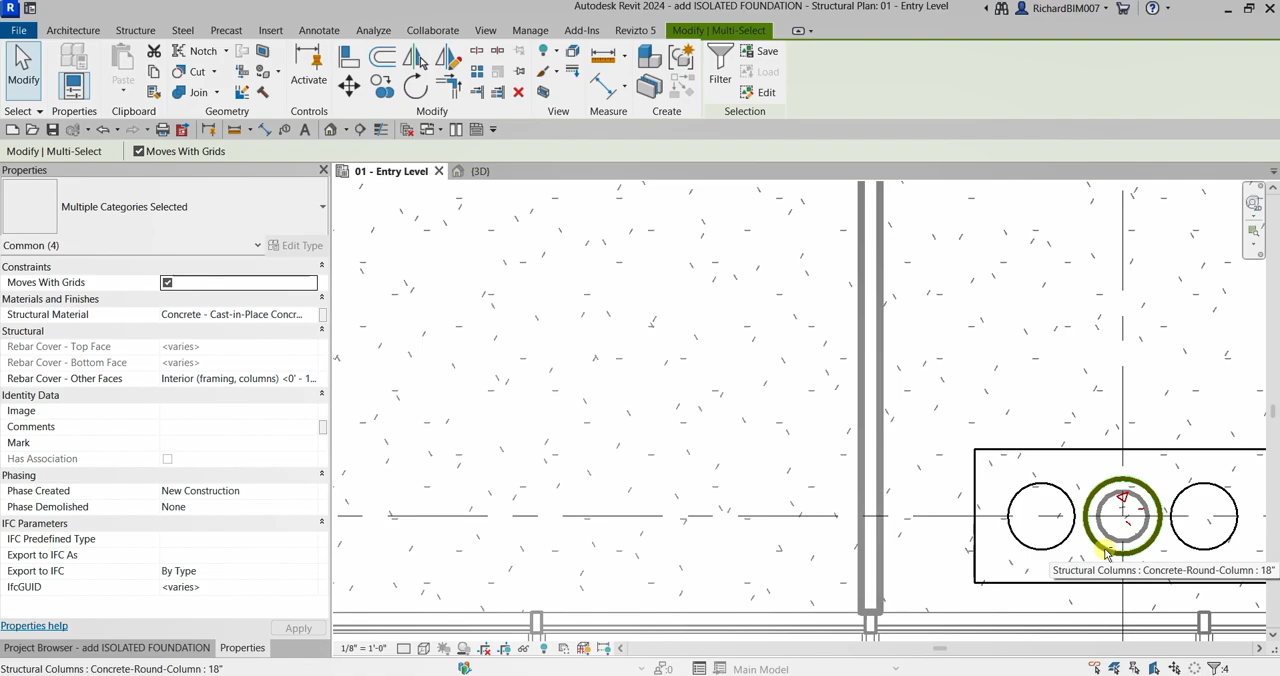 Autodesk Revit 2024 - add ISOLATED FOUNDATION - Structural Plan: 01 - Entry Level
RichardBIM007
File Architecture Structure Steel Precast Insert Annotate Analyze Collaborate View Manage Add-Ins Revizto 5 Modify | Multi-Select
Modify
Paste
Notch
Cut
Join
Activate
Filter
Save
Load
Edit
Select Properties Clipboard Geometry Controls Modify View Measure Create Selection
Modify | Multi-Select Moves With Grids
Properties
01 - Entry Level
{3D}
Multiple Categories Selected
Common (4) Edit Type
Constraints
Moves With Grids
Materials and Finishes
Structural Material Concrete - Cast-in-Place Concr...
Structural
Rebar Cover - Top Face <varies>
Rebar Cover - Bottom Face <varies>
Rebar Cover - Other Faces Interior (framing, columns) <0' - 1...
Identity Data
Image
Comments
Mark
Has Association
Phasing
Phase Created New Construction
Phase Demolished None
IFC Parameters
IFC Predefined Type
Export to IFC As
Export to IFC By Type
IfcGUID <varies>
Structural Columns : Concrete-Round-Column : 18"
Properties help Apply
Project Browser - add ISOLATED FOUNDATION Properties
1/8" = 1'-0"
Structural Columns : Concrete-Round-Column : 18"
:0
Main Model
:4